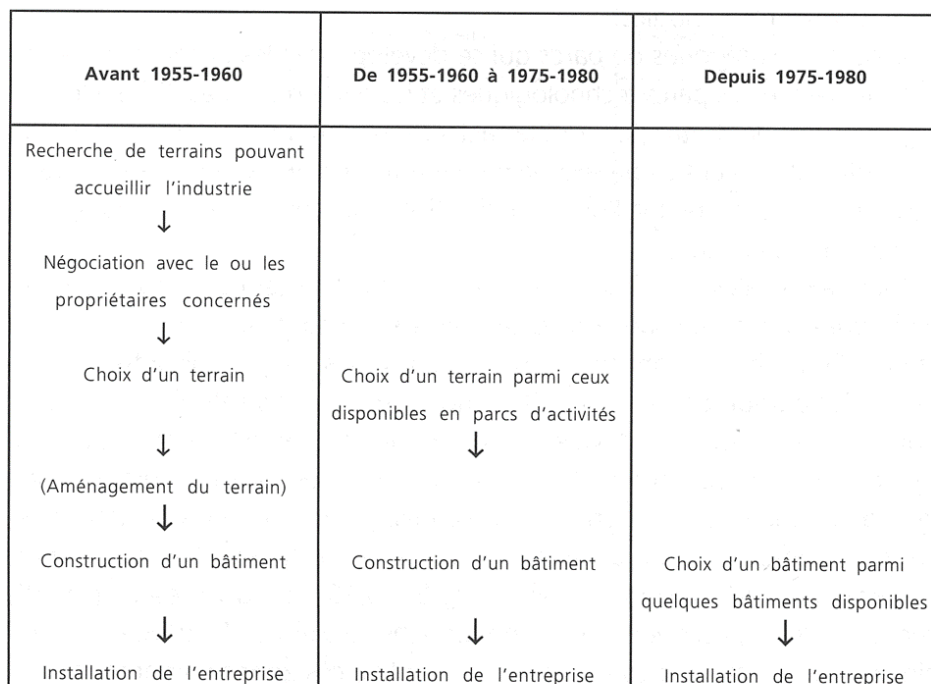 Avant 1955-1960
De 1955-1960 à 1975-1980
Depuis 1975-1980
Recherche de terrains pouvant
accueillir l'industrie
↓
Négociation avec le ou les
propriétaires concernés
↓
Choix d'un terrain
↓
(Aménagement du terrain)
↓
Construction d'un bâtiment
↓
Installation de l'entreprise
Choix d'un terrain parmi ceux
disponibles en parcs d'activités
↓
Construction d'un bâtiment
↓
Installation de l'entreprise
Choix d'un bâtiment parmi
quelques bâtiments disponibles
↓
Installation de l'entreprise